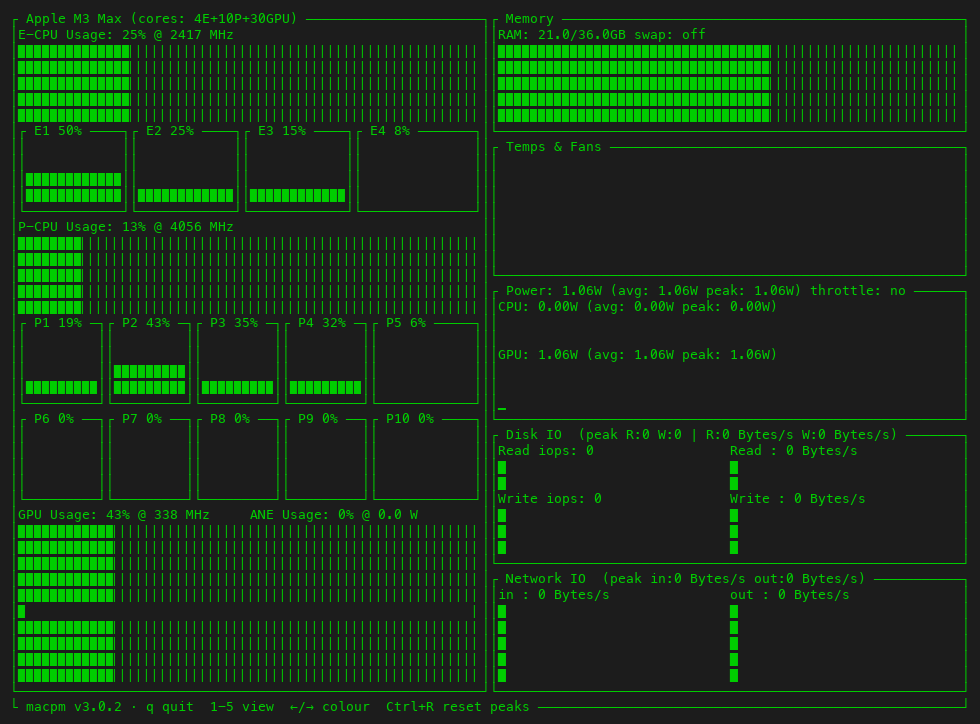 Apple M3 Max (cores: 4E+10P+30GPU)
E-CPU Usage: 25% @ 2417 MHz
E1 50% E2 25% E3 15% E4 8%
P-CPU Usage: 13% @ 4056 MHz
P1 19% P2 43% P3 35% P4 32% P5 6%
P6 0% P7 0% P8 0% P9 0% P10 0%
GPU Usage: 43% @ 338 MHz ANE Usage: 0% @ 0.0 W
Memory
RAM: 21.0/36.0GB swap: off
Temps & Fans
Power: 1.06W (avg: 1.06W peak: 1.06W) throttle: no
CPU: 0.00W (avg: 0.00W peak: 0.00W)
GPU: 1.06W (avg: 1.06W peak: 1.06W)
Disk IO (peak R:0 W:0 | R:0 Bytes/s W:0 Bytes/s)
Read iops: 0 Read : 0 Bytes/s
Write iops: 0 Write : 0 Bytes/s
Network IO (peak in:0 Bytes/s out:0 Bytes/s)
in : 0 Bytes/s out : 0 Bytes/s
macpm v3.0.2 · q quit 1-5 view ←/→ colour Ctrl+R reset peaks